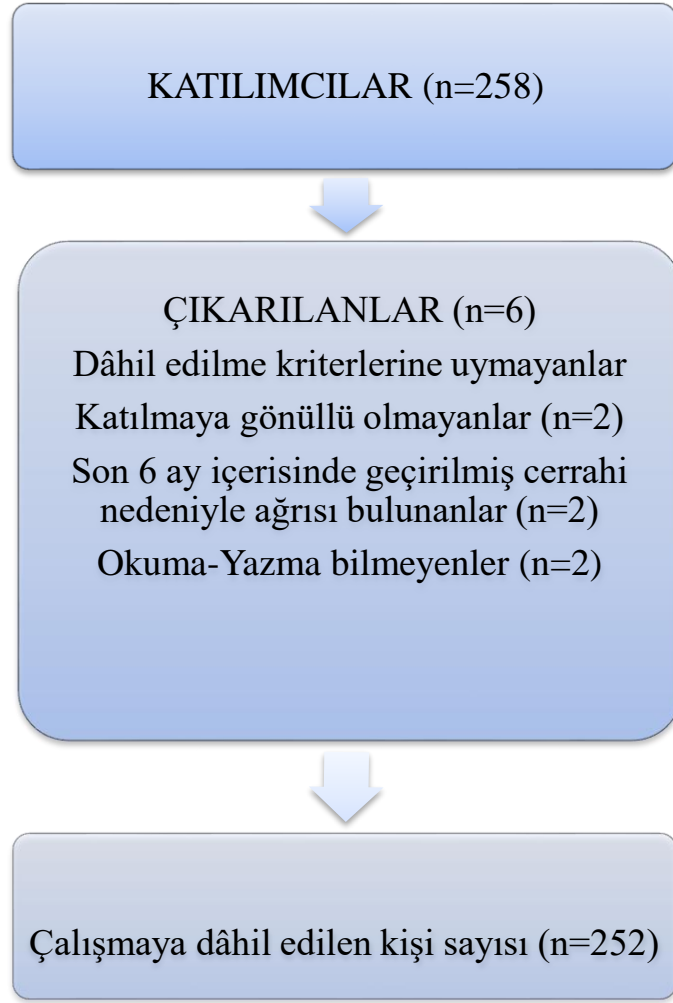 KATILIMCILAR (n=258)
ÇIKARILANLAR (n=6)
Dâhil edilme kriterlerine uymayanlar
Katılmaya gönüllü olmayanlar (n=2)
Son 6 ay içerisinde geçirilmiş cerrahi
nedeniyle ağrısı bulunanlar (n=2)
Okuma-Yazma bilmeyenler (n=2)
Çalışmaya dâhil edilen kişi sayısı (n=252)